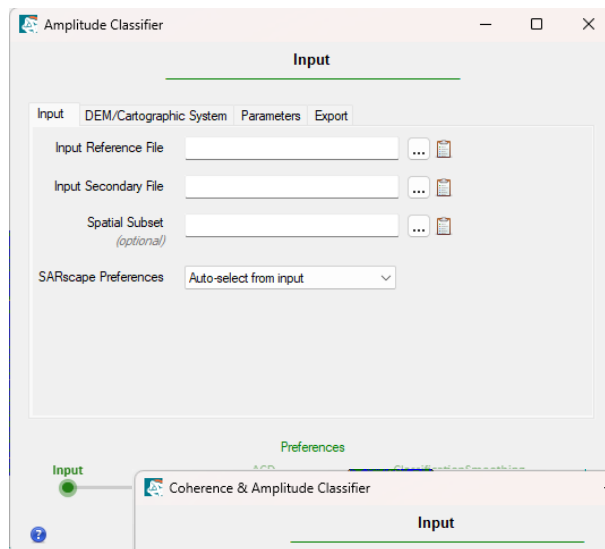 Amplitude Classifier
Input
Input DEM/Cartographic System Parameters Export
Input Reference File ...
Input Secondary File ...
Spatial Subset ...
(optional)
SARscape Preferences Auto-select from input
Preferences
Input
Coherence & Amplitude Classifier
Input
?